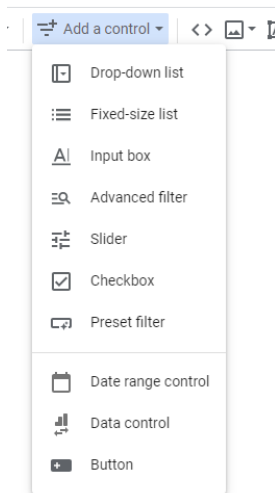 Add a control
Drop-down list
Fixed-size list
Input box
Advanced filter
Slider
Checkbox
Preset filter
Date range control
Data control
Button